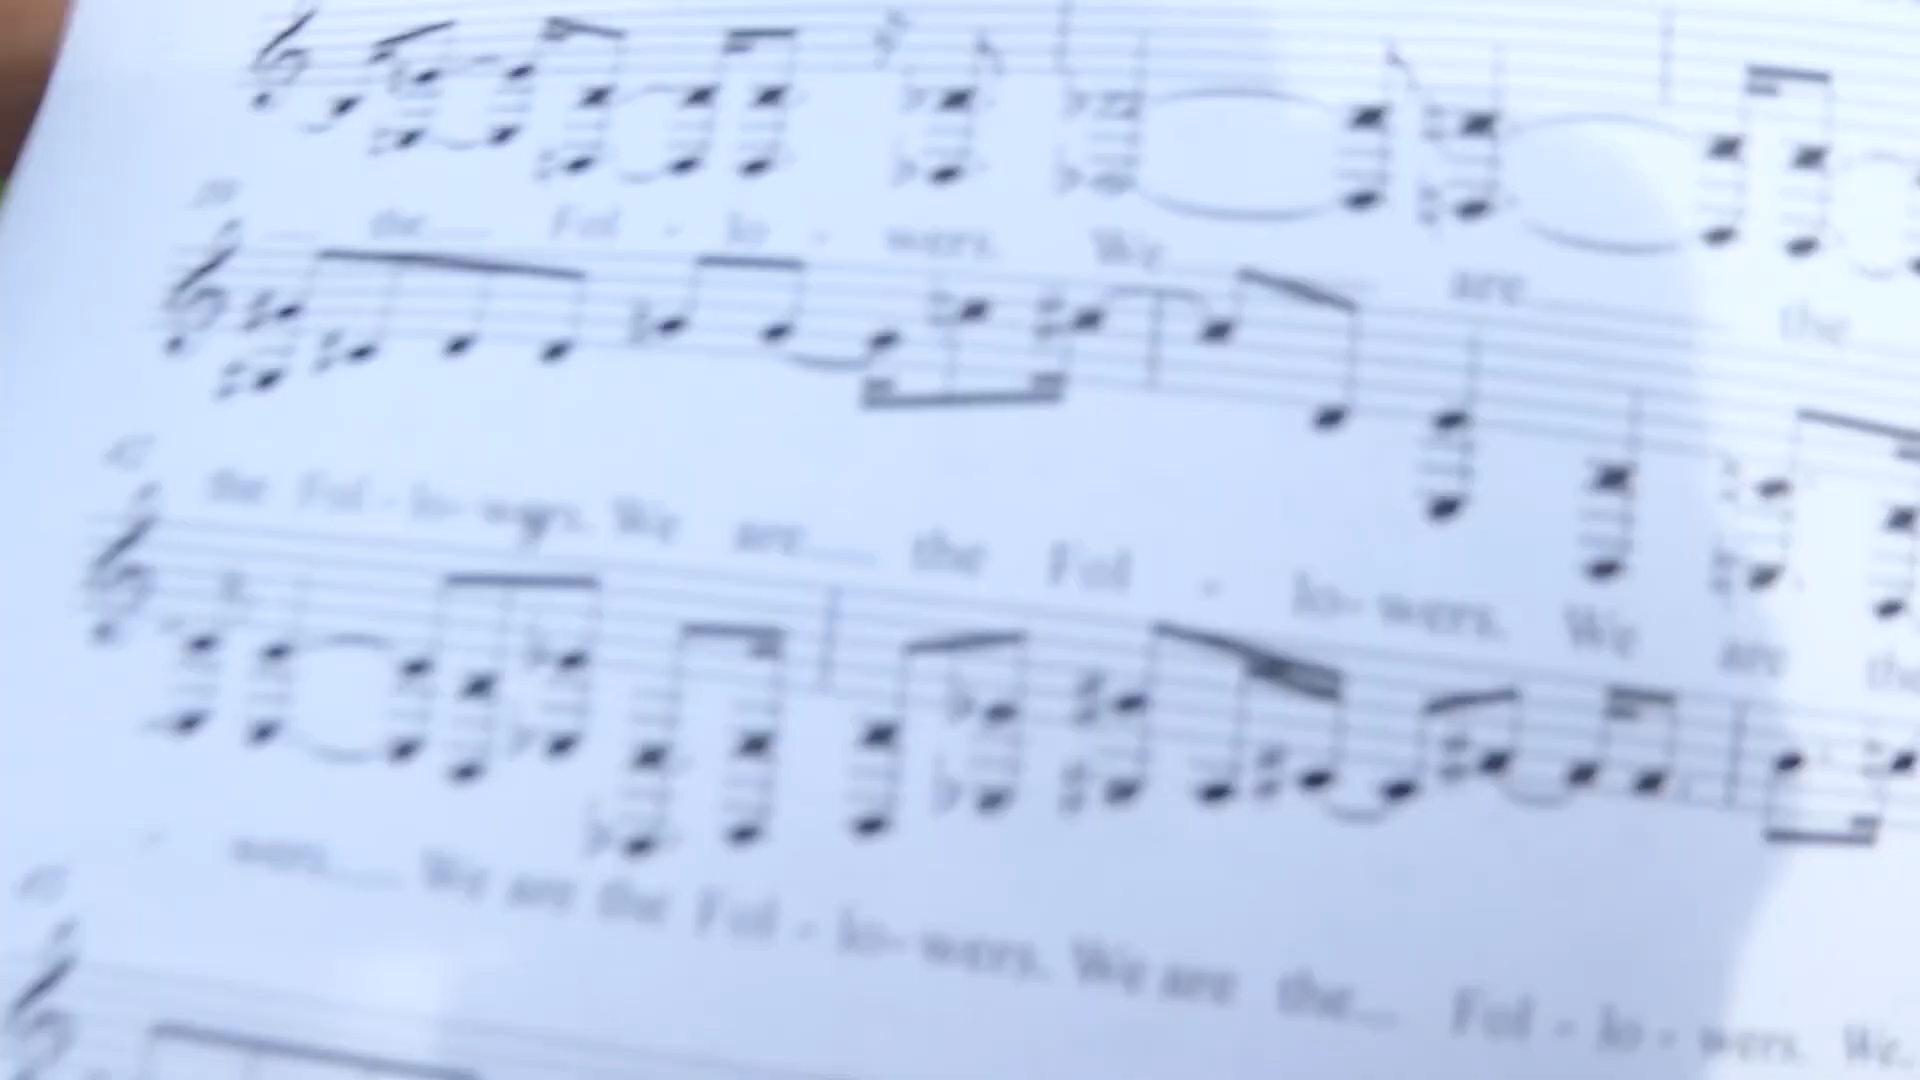 the Fol - lo - wers. We are the
the Fol - lo - wers. We are the Fol - lo - wers. We are the
- wers. We are the Fol - lo - wers. We are the Fol - lo - wers. We